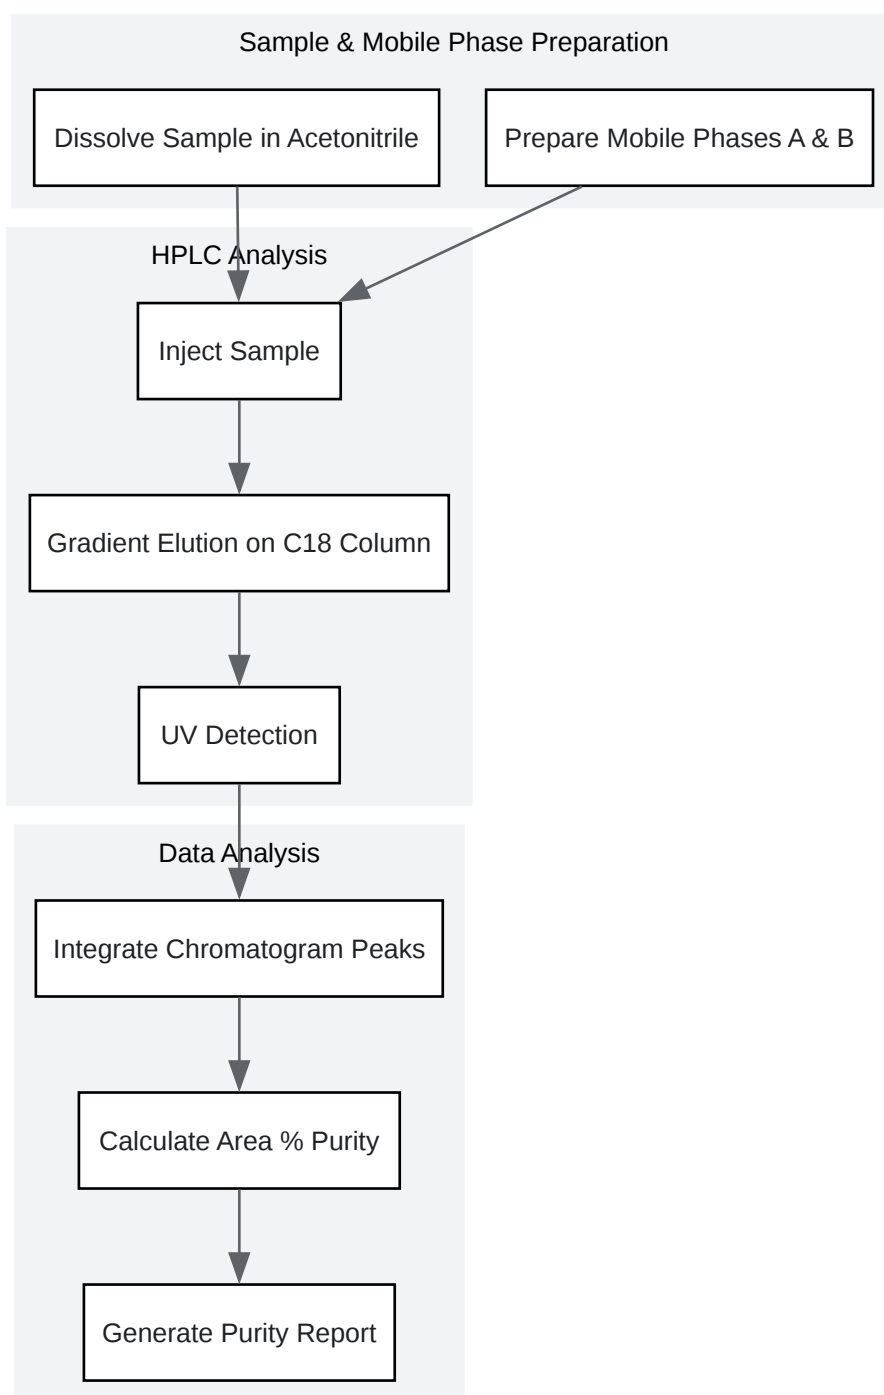 Sample & Mobile Phase Preparation
Dissolve Sample in Acetonitrile
Prepare Mobile Phases A & B
HPLC Analysis
Inject Sample
Gradient Elution on C18 Column
UV Detection
Data Analysis
Integrate Chromatogram Peaks
Calculate Area % Purity
Generate Purity Report